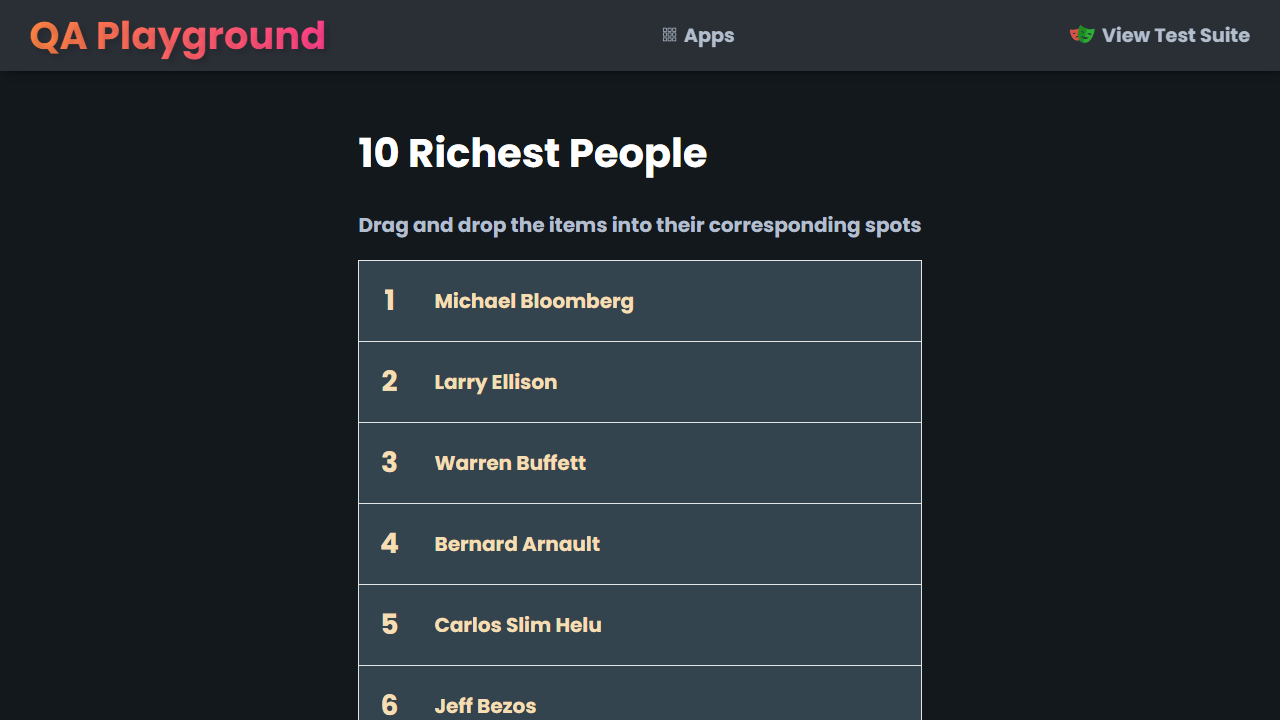 QA Playground
Apps
View Test Suite
10 Richest People
Drag and drop the items into their corresponding spots
1 Michael Bloomberg
2 Larry Ellison
3 Warren Buffett
4 Bernard Arnault
5 Carlos Slim Helu
6 Jeff Bezos